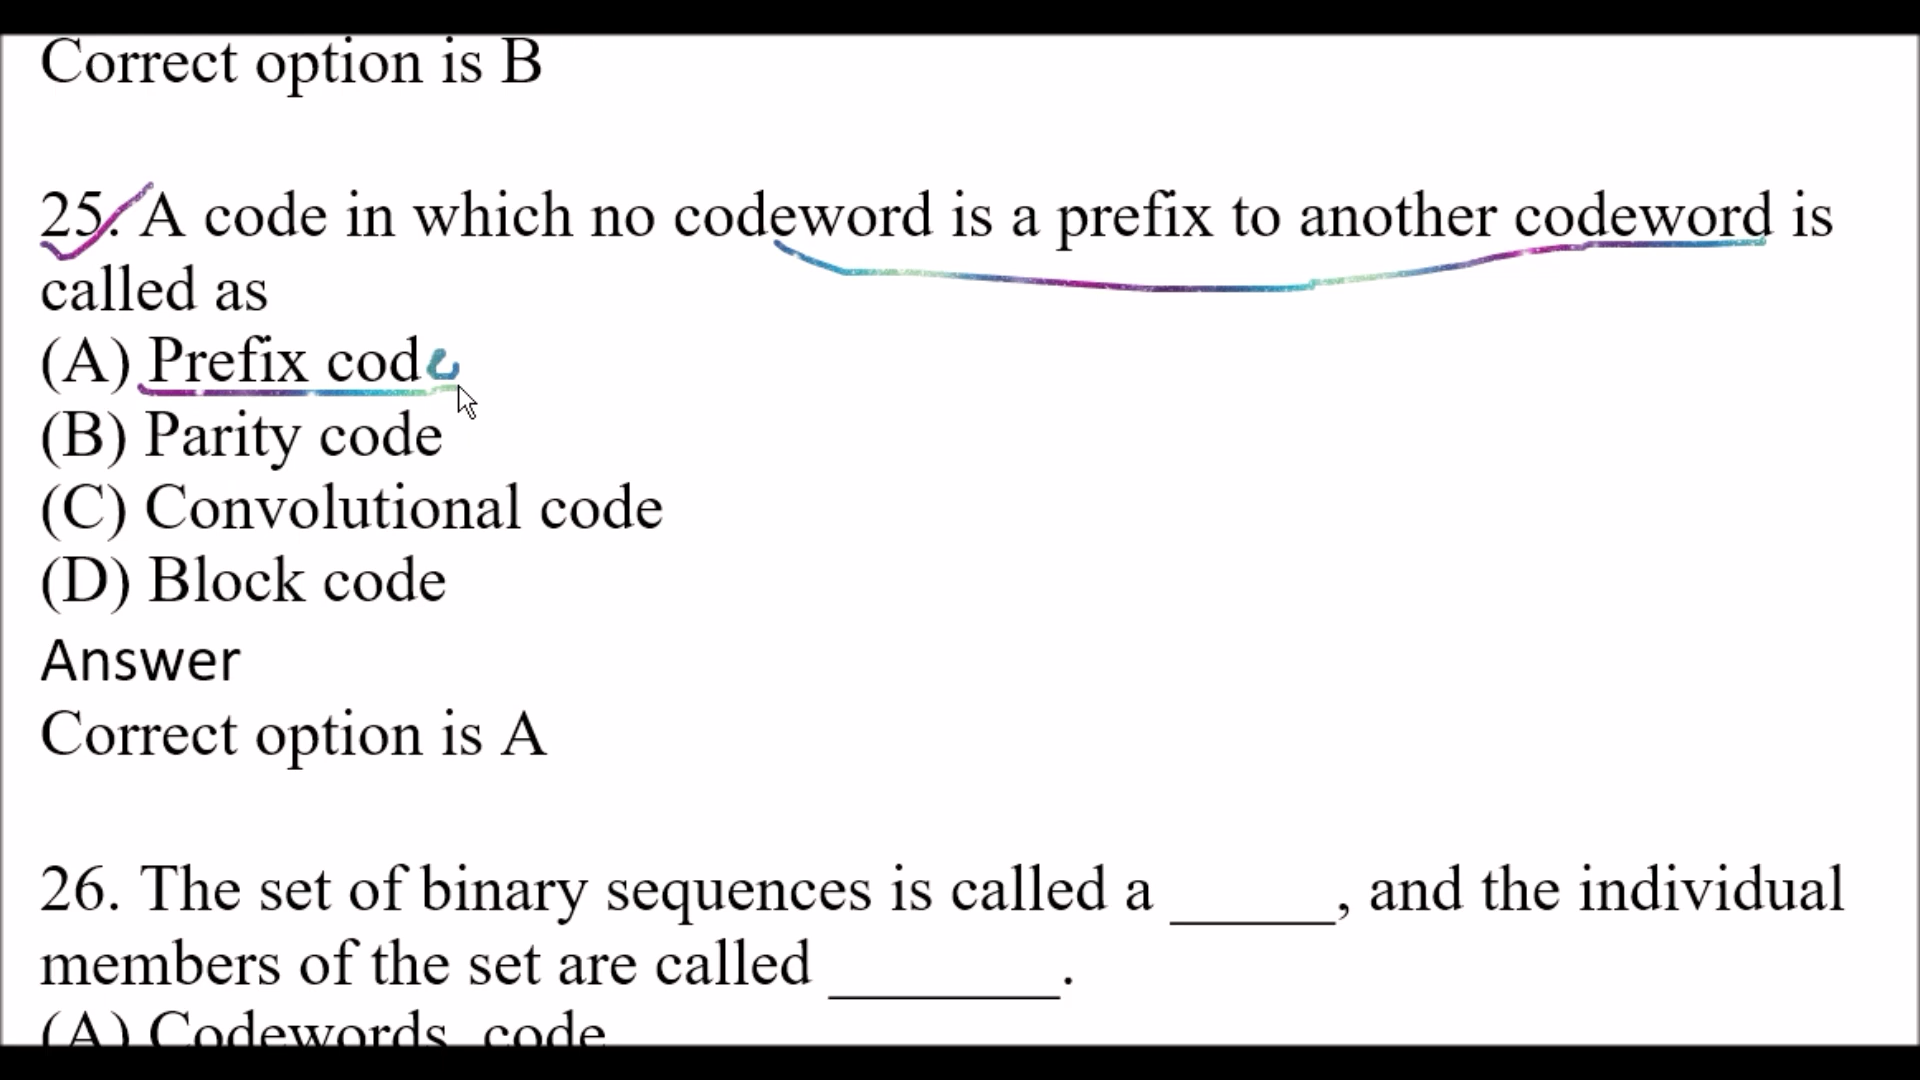 Correct option is B
25. A code in which no codeword is a prefix to another codeword is
called as
(A) Prefix code
(B) Parity code
(C) Convolutional code
(D) Block code
Answer
Correct option is A
26. The set of binary sequences is called a _____, and the individual
members of the set are called _______.
(A) Codewords, code